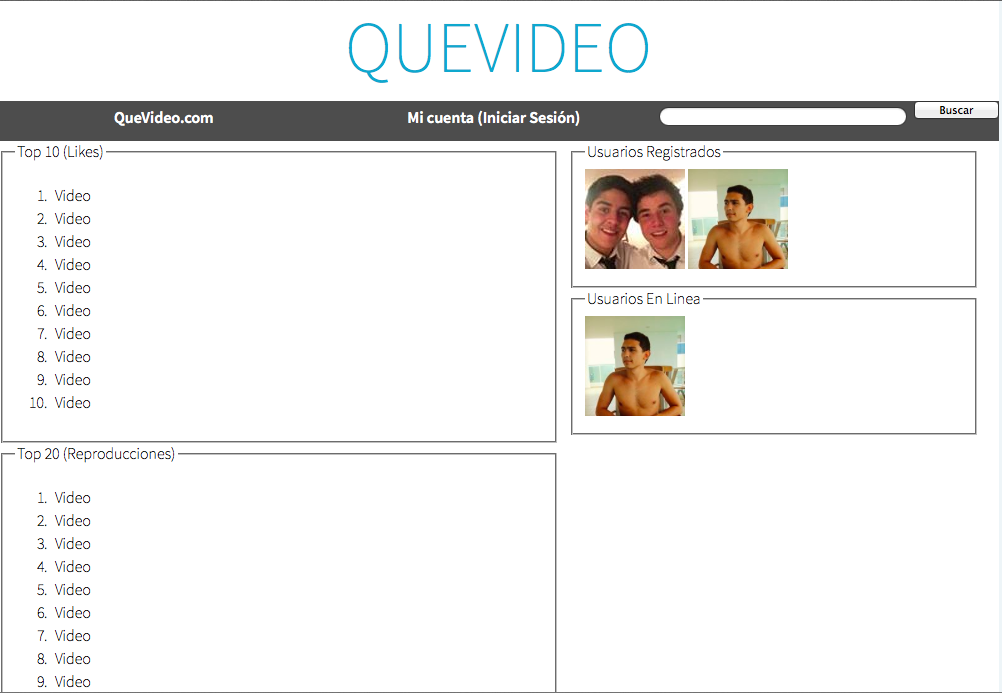 QUEVIDEO
QueVideo.com
Mi cuenta (Iniciar Sesión)
Buscar
Top 10 (Likes)
1. Video
2. Video
3. Video
4. Video
5. Video
6. Video
7. Video
8. Video
9. Video
10. Video
Top 20 (Reproducciones)
1. Video
2. Video
3. Video
4. Video
5. Video
6. Video
7. Video
8. Video
9. Video
Usuarios Registrados
Usuarios En Linea